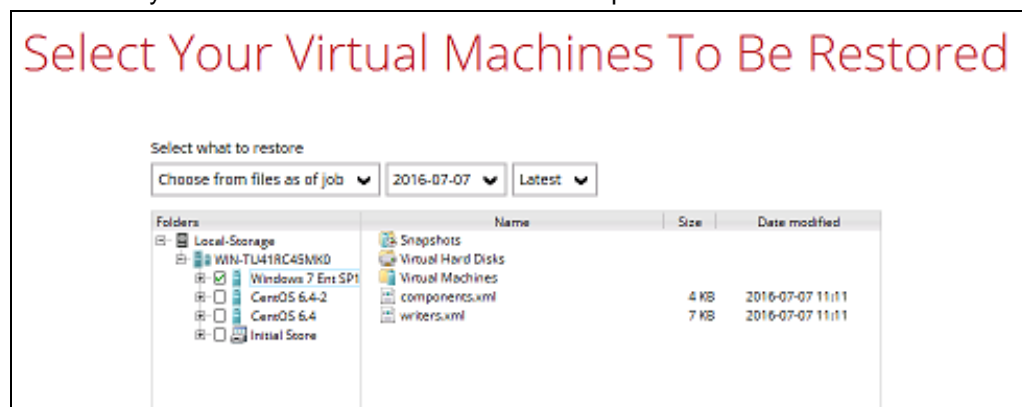 Select Your Virtual Machines To Be Restored
Select what to restore
Choose from files as of job 2016-07-07 Latest
Folders Name Size Date modified
Local-Storage Snapshots
WIN-TU41RC45MK0 Virtual Hard Disks
Windows 7 Ent SP1 Virtual Machines
CentOS 6.4-2 components.xml 4 KB 2016-07-07 11:11
CentOS 6.4 writers.xml 7 KB 2016-07-07 11:11
Initial Store